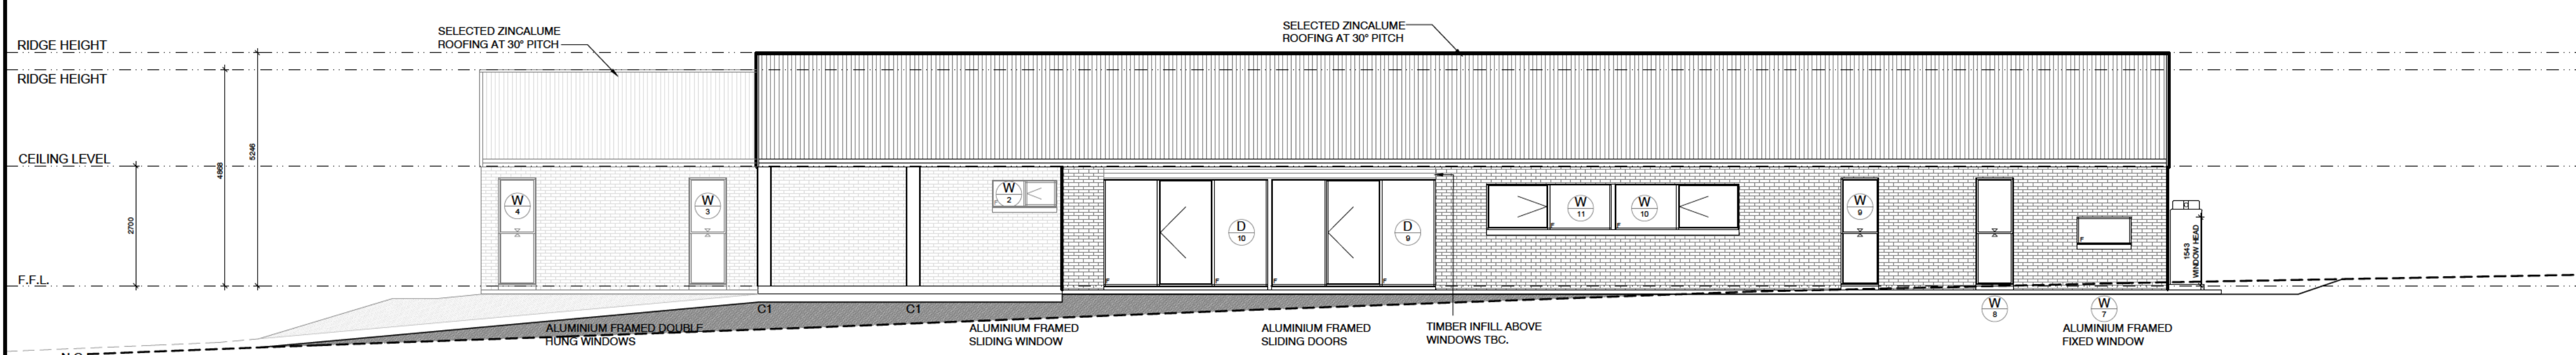 SELECTED ZINCALUME
ROOFING AT 30° PITCH
SELECTED ZINCALUME
ROOFING AT 30° PITCH
RIDGE HEIGHT
RIDGE HEIGHT
CEILING LEVEL
F.F.L.
2700
4868
5246
W
4
W
3
W
2
F
D
10
D
9
F
F
F
F
W
11
W
10
F
F
W
9
F
1543
WINDOW HEAD
C1
C1
W
8
W
7
ALUMINIUM FRAMED DOUBLE
HUNG WINDOWS
ALUMINIUM FRAMED
SLIDING WINDOW
ALUMINIUM FRAMED
SLIDING DOORS
TIMBER INFILL ABOVE
WINDOWS TBC.
ALUMINIUM FRAMED
FIXED WINDOW